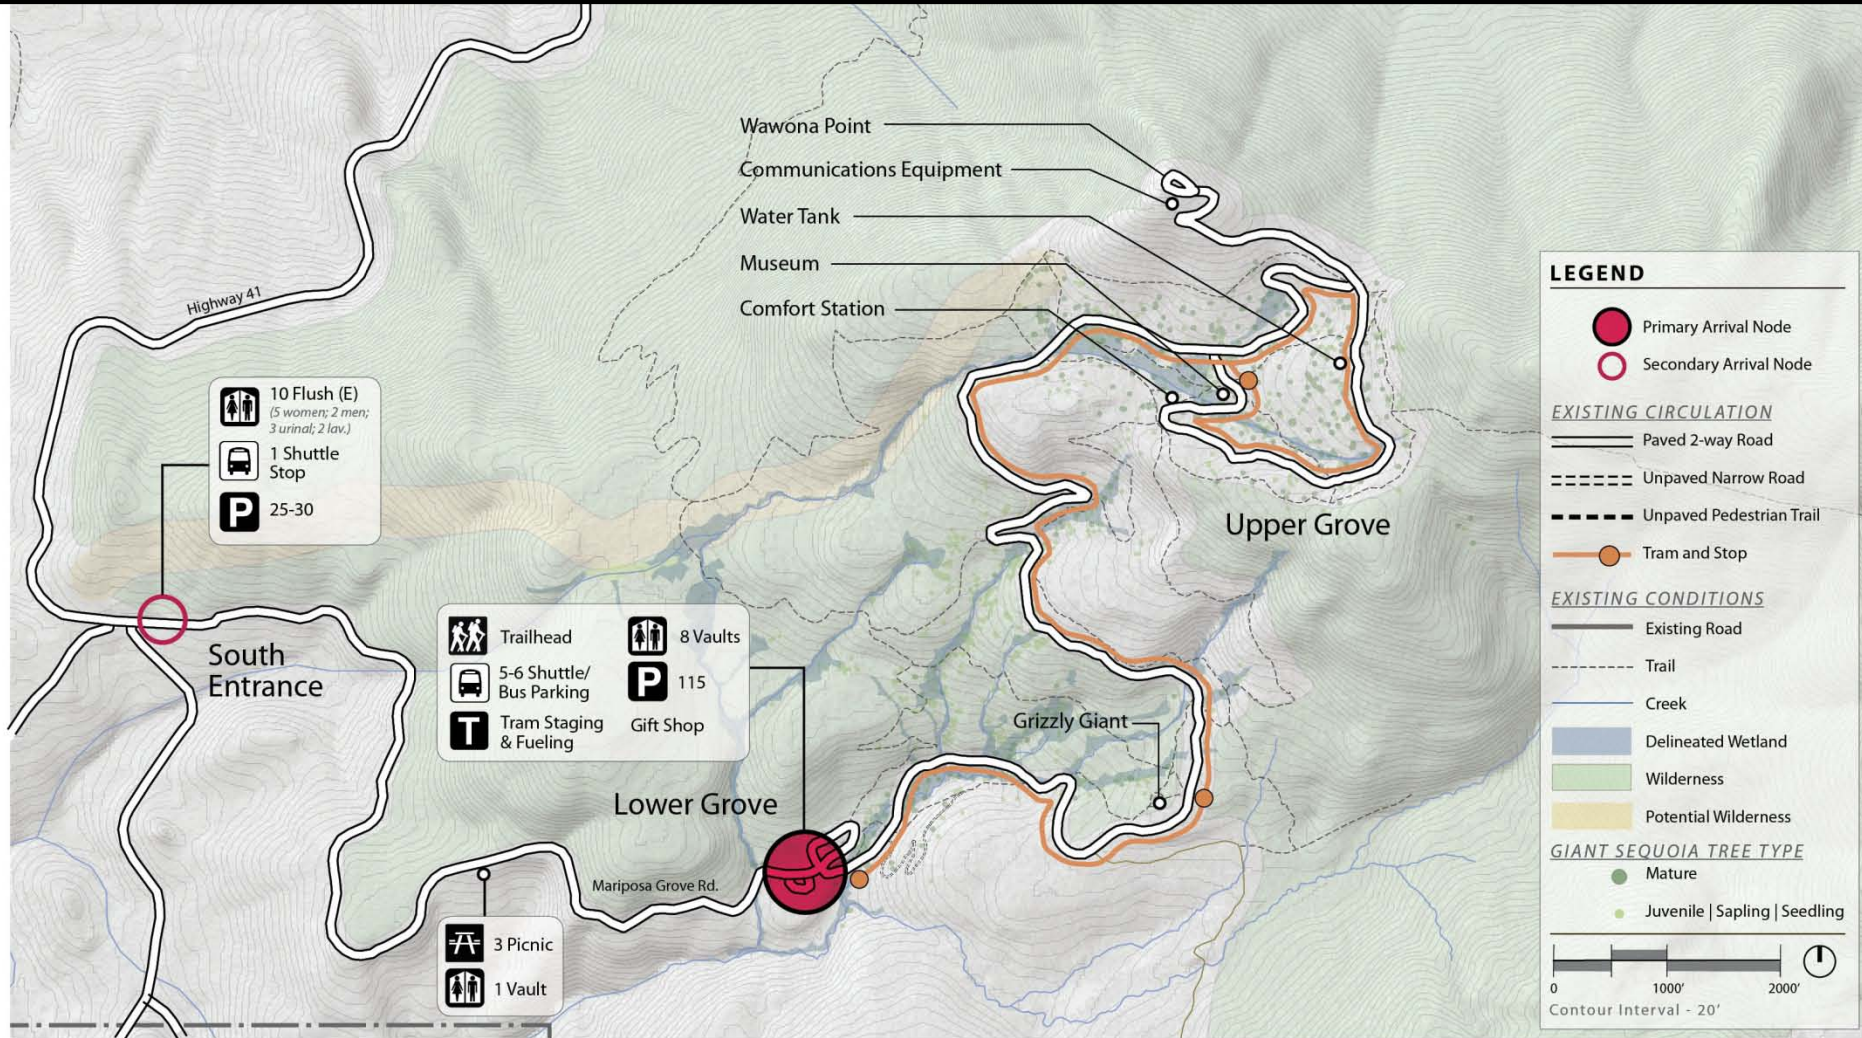 Wawona Point
Communications Equipment
Water Tank
Museum
Comfort Station
Highway 41
10 Flush (E)
(5 women; 2 men;
3 urinal; 2 lav.)
1 Shuttle
Stop
P
25-30
South
Entrance
Upper Grove
Trailhead
8 Vaults
5-6 Shuttle/
Bus Parking
P
115
T
Tram Staging
& Fueling
Gift Shop
Grizzly Giant
Lower Grove
Mariposa Grove Rd.
3 Picnic
1 Vault
LEGEND
Primary Arrival Node
Secondary Arrival Node
EXISTING CIRCULATION
Paved 2-way Road
Unpaved Narrow Road
Unpaved Pedestrian Trail
Tram and Stop
EXISTING CONDITIONS
Existing Road
Trail
Creek
Delineated Wetland
Wilderness
Potential Wilderness
GIANT SEQUOIA TREE TYPE
Mature
Juvenile | Sapling | Seedling
0 1000' 2000'
Contour Interval - 20'